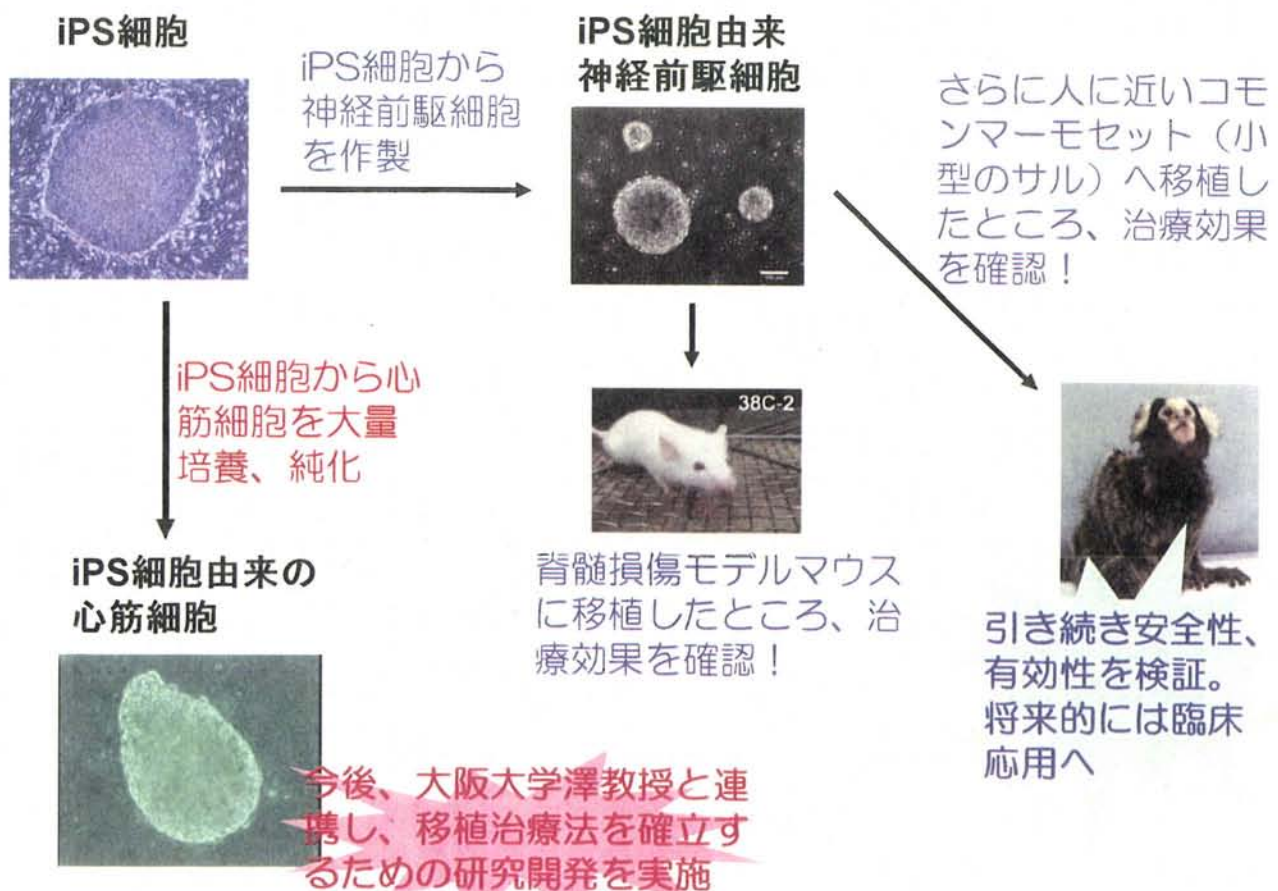 iPS細胞
iPS細胞から
神経前駆細胞
を作製
iPS細胞由来
神経前駆細胞
さらに人に近いコモ
ンマーモセット（小
型のサル）へ移植し
たところ、治療効果
を確認！
iPS細胞から心
筋細胞を大量
培養、純化
38C-2
脊髄損傷モデルマウス
に移植したところ、治
療効果を確認！
引き続き安全性、
有効性を検証。
将来的には臨床
応用へ
iPS細胞由来の
心筋細胞
今後、大阪大学澤教授と連
携し、移植治療法を確立す
るための研究開発を実施